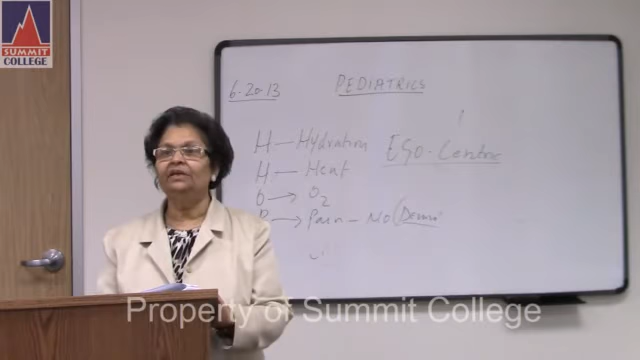 SUMMIT
COLLEGE
6-20-13
PEDIATRICS
H — Hydration
EGO-Centric
H — Heat
O → O2
P → Pain — NO
Property of Summit College